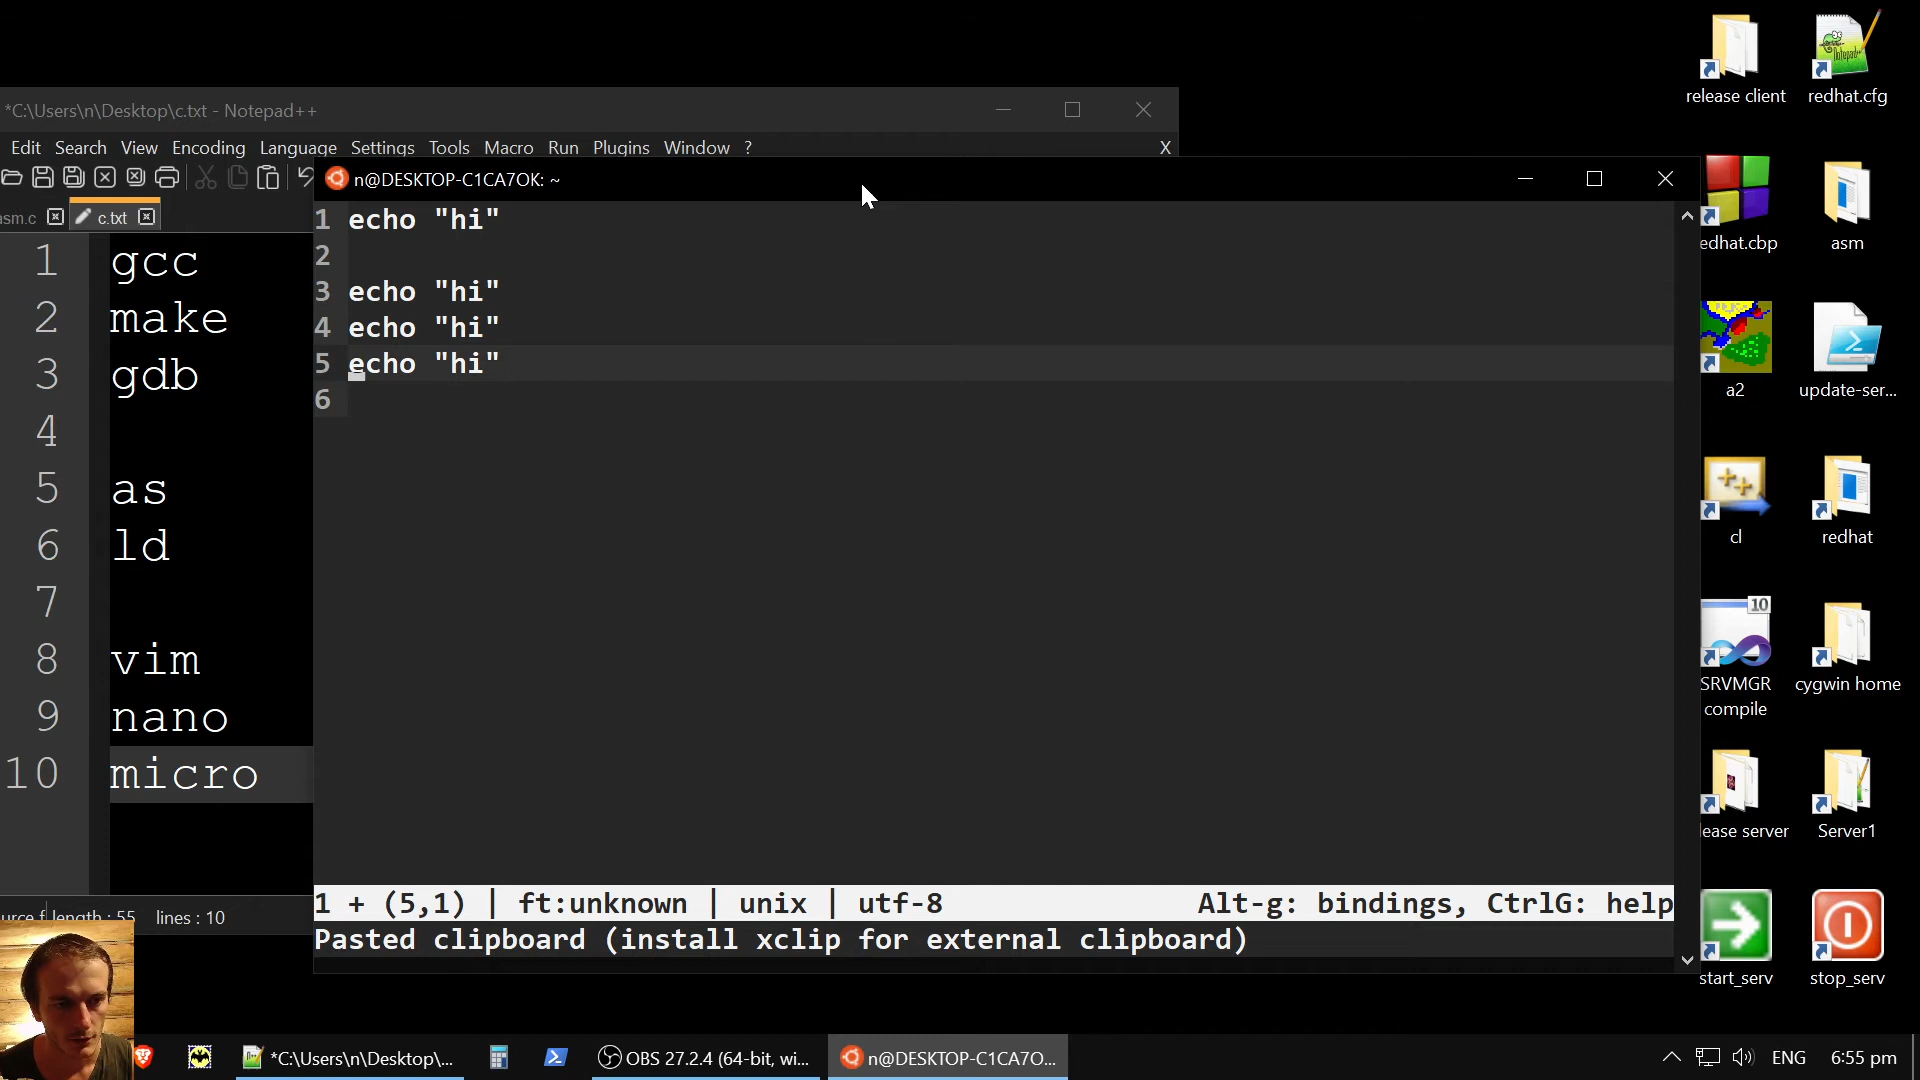 *C:\Users\n\Desktop\c.txt - Notepad++
Edit Search View Encoding Language Settings Tools Macro Run Plugins Window ? X
asm.c c.txt
1 gcc
2 make
3 gdb
4
5 as
6 ld
7
8 vim
9 nano
10 micro
length : 55 lines : 10
n@DESKTOP-C1CA7OK: ~
1 echo "hi"
2
3 echo "hi"
4 echo "hi"
5 echo "hi"
6
1 + (5,1) | ft:unknown | unix | utf-8 Alt-g: bindings, CtrlG: help
Pasted clipboard (install xclip for external clipboard)
release client
redhat.cfg
edhat.cbp
asm
a2
update-ser...
cl
redhat
SRVMGR
compile
cygwin home
ease server
Server1
start_serv
stop_serv
*C:\Users\n\Desktop\...
OBS 27.2.4 (64-bit, wi...
n@DESKTOP-C1CA7O...
ENG
6:55 pm